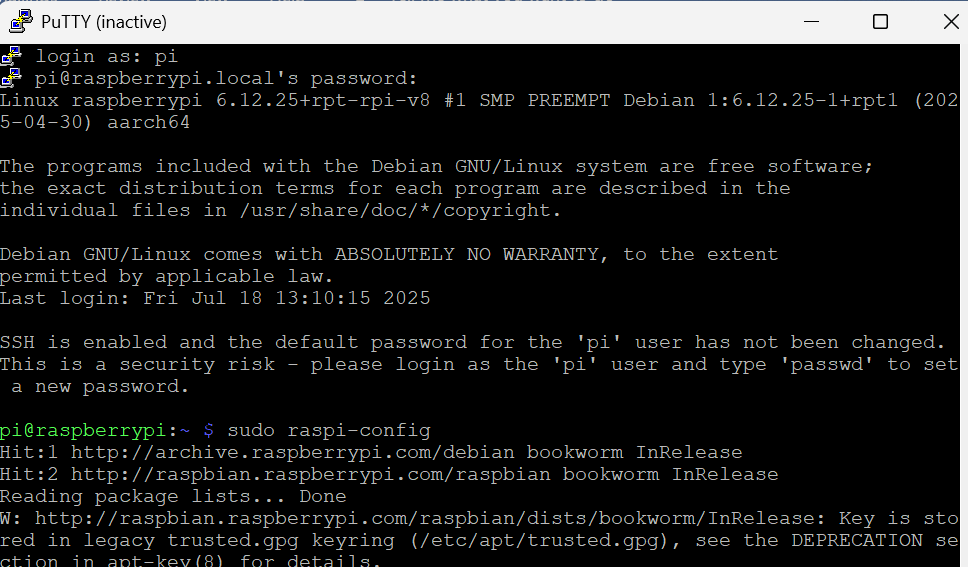 PuTTY (inactive)
login as: pi
pi@raspberrypi.local's password:
Linux raspberrypi 6.12.25+rpt-rpi-v8 #1 SMP PREEMPT Debian 1:6.12.25-1+rpt1 (202
5-04-30) aarch64
The programs included with the Debian GNU/Linux system are free software;
the exact distribution terms for each program are described in the
individual files in /usr/share/doc/*/copyright.
Debian GNU/Linux comes with ABSOLUTELY NO WARRANTY, to the extent
permitted by applicable law.
Last login: Fri Jul 18 13:10:15 2025
SSH is enabled and the default password for the 'pi' user has not been changed.
This is a security risk - please login as the 'pi' user and type 'passwd' to set
 a new password.
pi@raspberrypi:~ $ sudo raspi-config
Hit:1 http://archive.raspberrypi.com/debian bookworm InRelease
Hit:2 http://raspbian.raspberrypi.com/raspbian bookworm InRelease
Reading package lists... Done
W: http://raspbian.raspberrypi.com/raspbian/dists/bookworm/InRelease: Key is sto
red in legacy trusted.gpg keyring (/etc/apt/trusted.gpg), see the DEPRECATION se
ction in apt-key(8) for details.